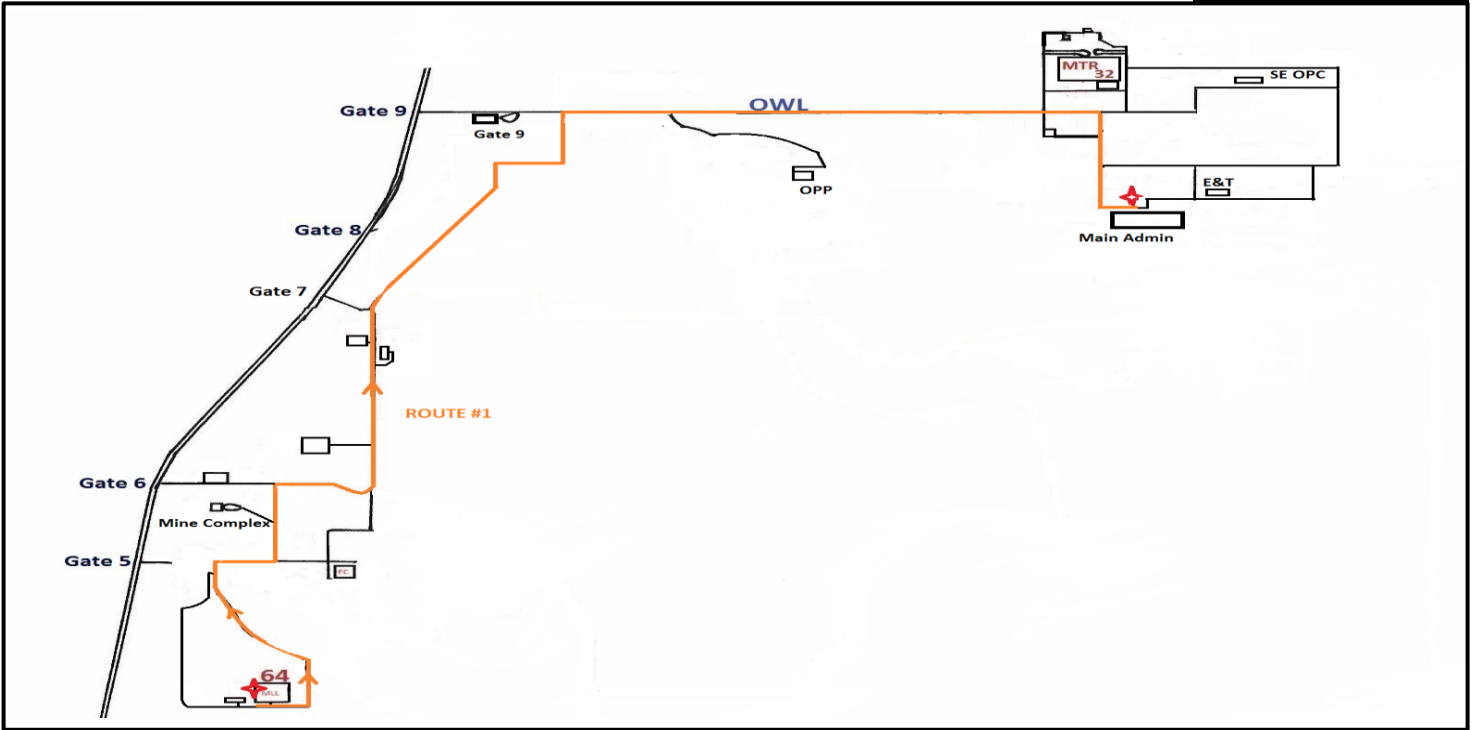 MTR
32
SE OPC
OWL
Gate 9
Gate 9
OPP
E&T
Main Admin
Gate 8
Gate 7
ROUTE #1
Gate 6
Mine Complex
Gate 5
FC
64
MLL